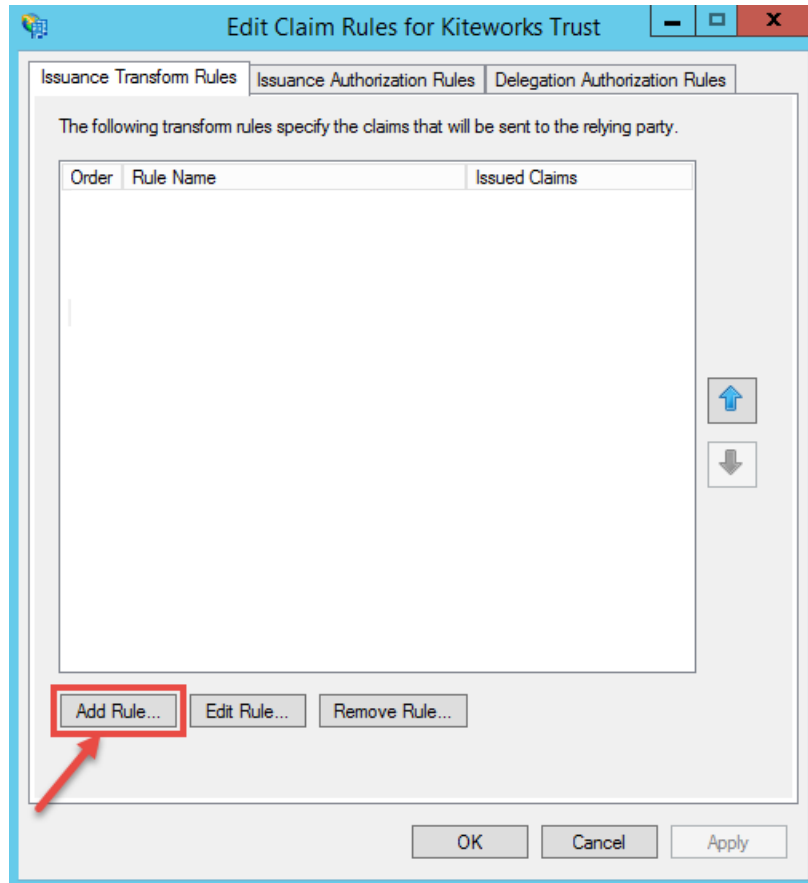 Edit Claim Rules for Kiteworks Trust
Issuance Transform Rules Issuance Authorization Rules Delegation Authorization Rules
The following transform rules specify the claims that will be sent to the relying party.
Order Rule Name Issued Claims
Add Rule... Edit Rule... Remove Rule...
OK Cancel Apply